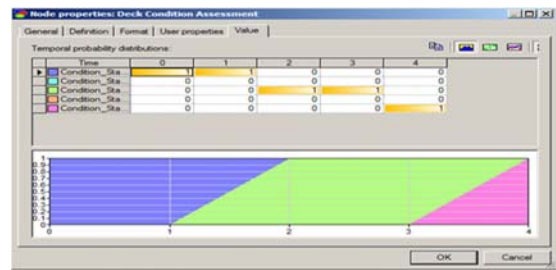 Node properties: Deck Condition Assessment
General Definition Format User properties Value
Temporal probability distributions:
Time 0 1 2 3 4
Condition_Sta... 1 1 0 0 0
Condition_Sta... 0 0 0 0 0
Condition_Sta... 0 0 1 1 0
Condition_Sta... 0 0 0 0 0
Condition_Sta... 0 0 0 0 1
1
0.9
0.8
0.7
0.6
0.5
0.4
0.3
0.2
0.1
0
0 1 2 3 4
OK Cancel